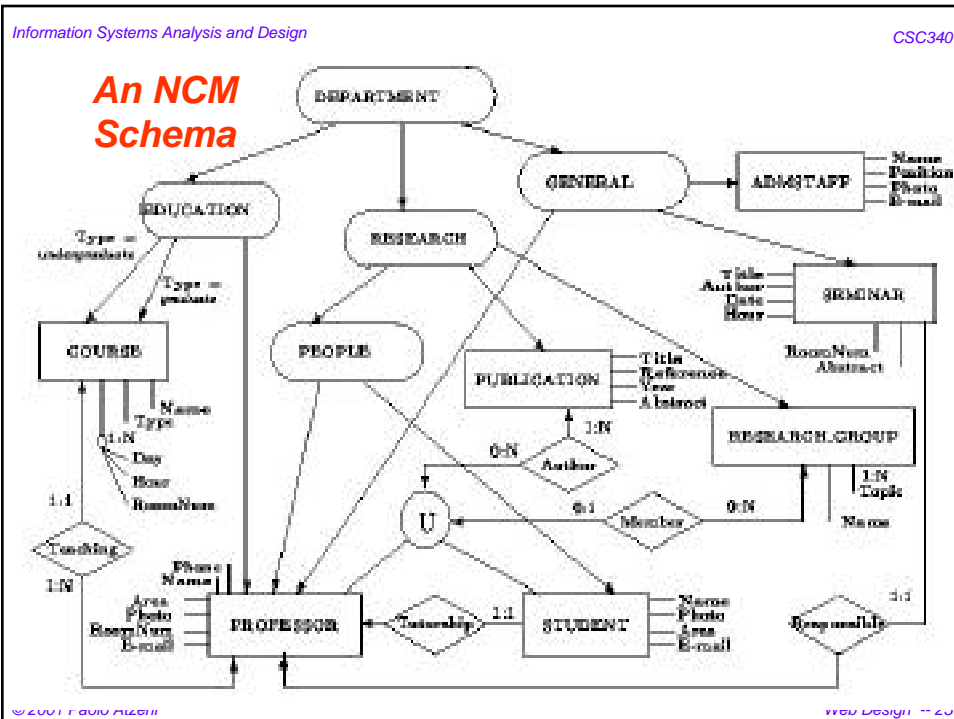 Information Systems Analysis and Design
CSC340
An NCM
Schema
DEPARTMENT
EDUCATION
GENERAL
ADMSTAFF
Name
Position
Photo
E-mail
RESEARCH
Type =
undergraduate
Type =
graduate
Title
Author
Date
Hour
SEMINAR
RoomNum
Abstract
COURSE
PEOPLE
PUBLICATION
Title
Reference
Year
Abstract
Name
Type
1:N
Day
Hour
RoomNum
0:N
1:N
Author
RESEARCH_GROUP
1:N
Topic
Name
1:1
Teaching
1:N
U
0:1
Member
0:N
Phone
Name
Area
Photo
RoomNum
E-mail
PROFESSOR
Tutorship
1:1
STUDENT
Name
Photo
Area
E-mail
Responsible
1:1
© 2001 Paolo Atzeni
Web Design -- 23